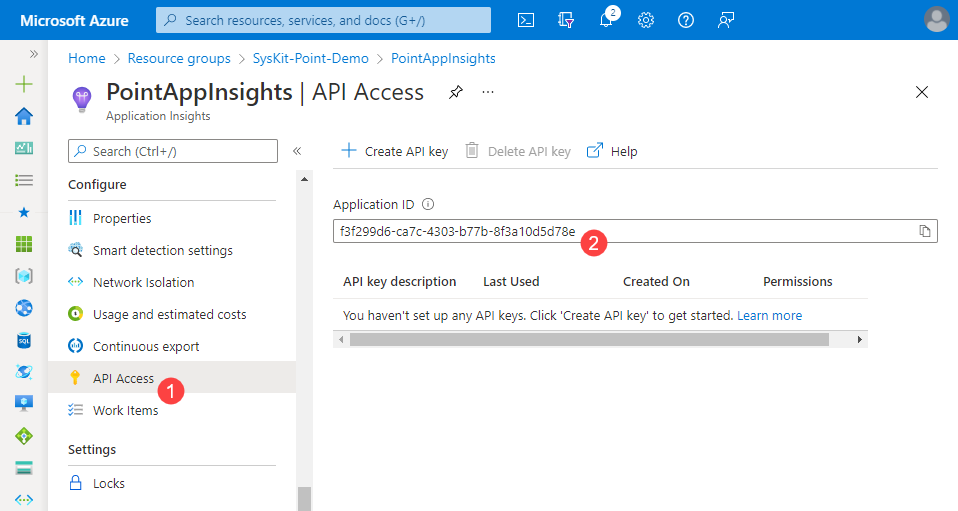 Microsoft Azure
Search resources, services, and docs (G+/)
2
Home > Resource groups > SysKit-Point-Demo > PointAppInsights
PointAppInsights | API Access
Application Insights
Search (Ctrl+/)
Configure
Properties
Smart detection settings
Network Isolation
Usage and estimated costs
Continuous export
API Access
1
Work Items
Settings
Locks
Create API key
Delete API key
Help
Application ID
f3f299d6-ca7c-4303-b77b-8f3a10d5d78e
2
API key description Last Used Created On Permissions
You haven't set up any API keys. Click 'Create API key' to get started. Learn more
SQL